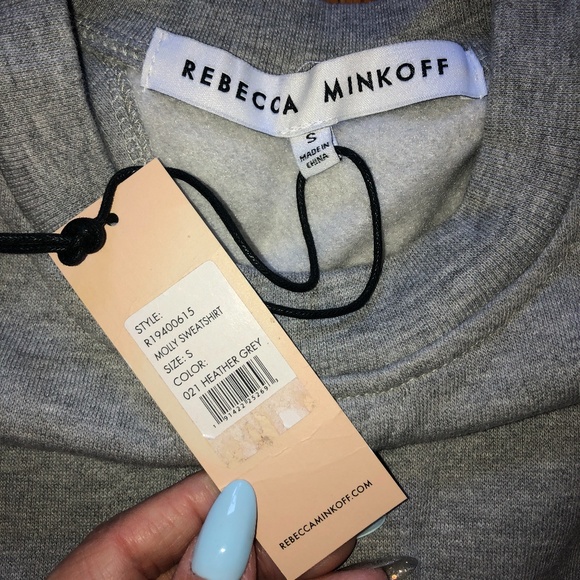 REBECCA MINKOFF
S
MADE IN
CHINA
STYLE:
R19400615
MOLLY SWEATSHIRT
SIZE: S
COLOR:
021 HEATHER GREY
REBECCAMINKOFF.COM